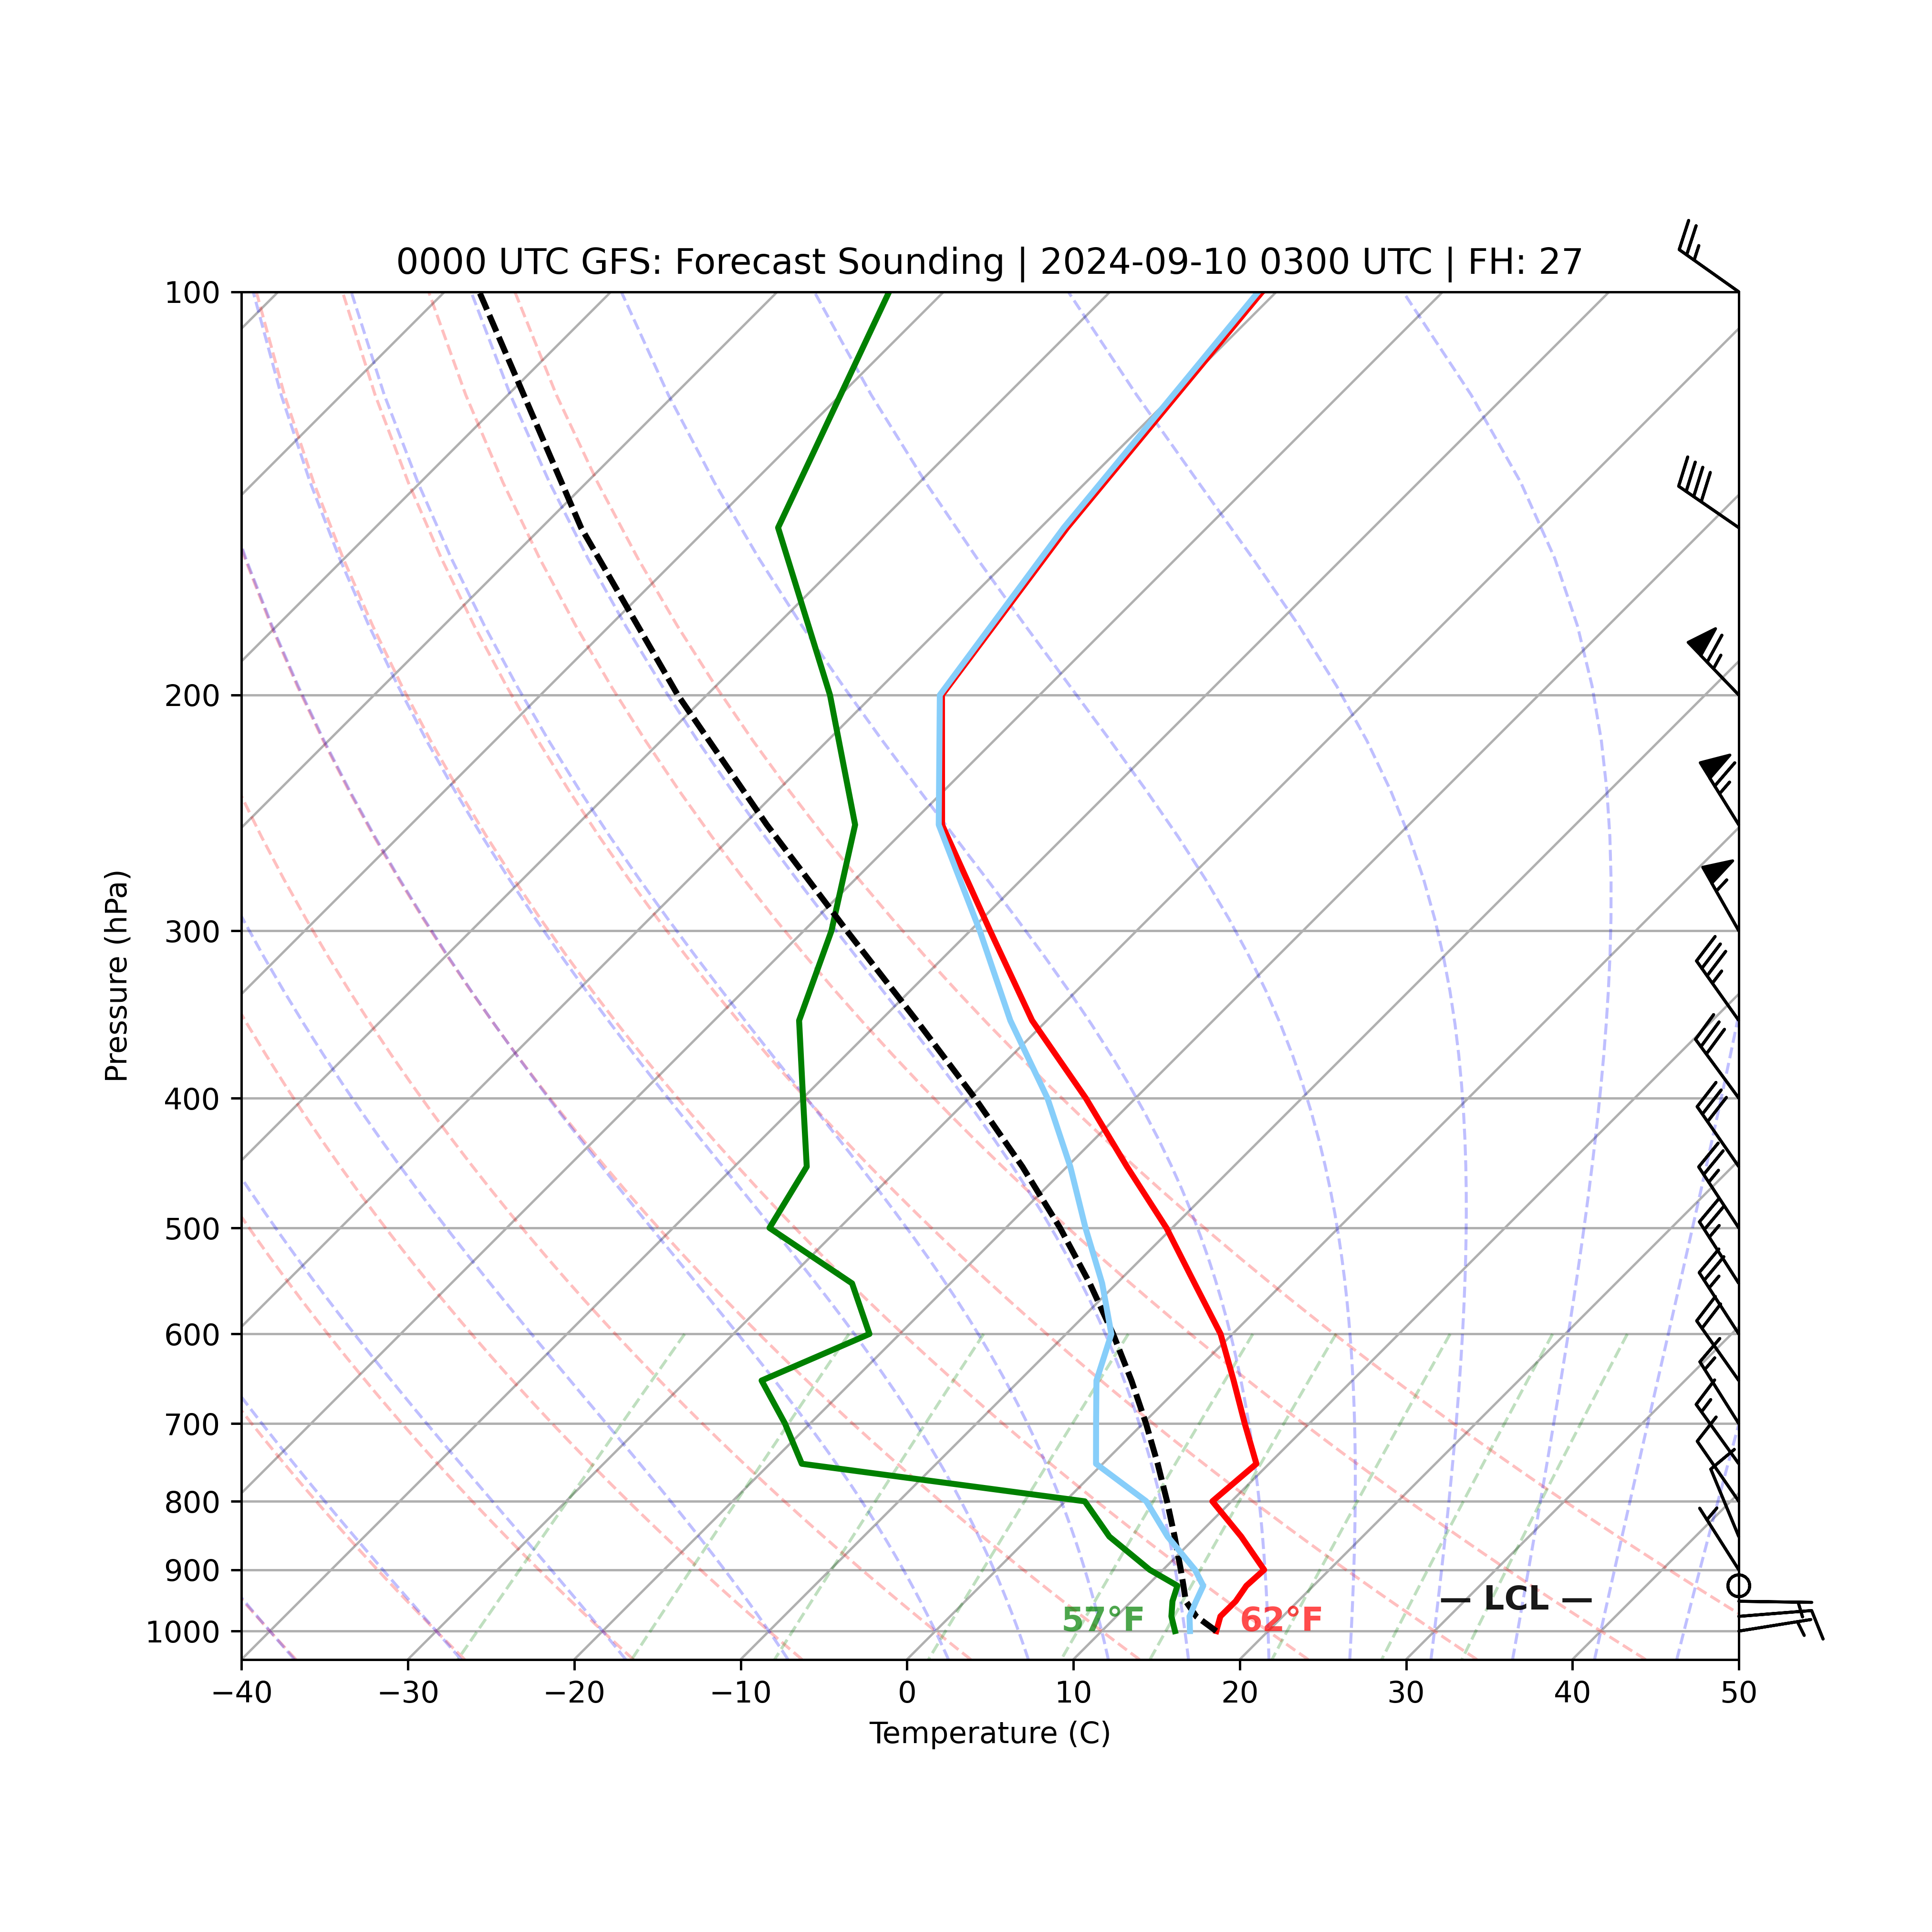 0000 UTC GFS: Forecast Sounding | 2024-09-10 0300 UTC | FH: 27
100
200
300
400
500
600
700
800
900
1000
Pressure (hPa)
57°F
62°F
— LCL —
−40 −30 −20 −10 0 10 20 30 40 50
Temperature (C)